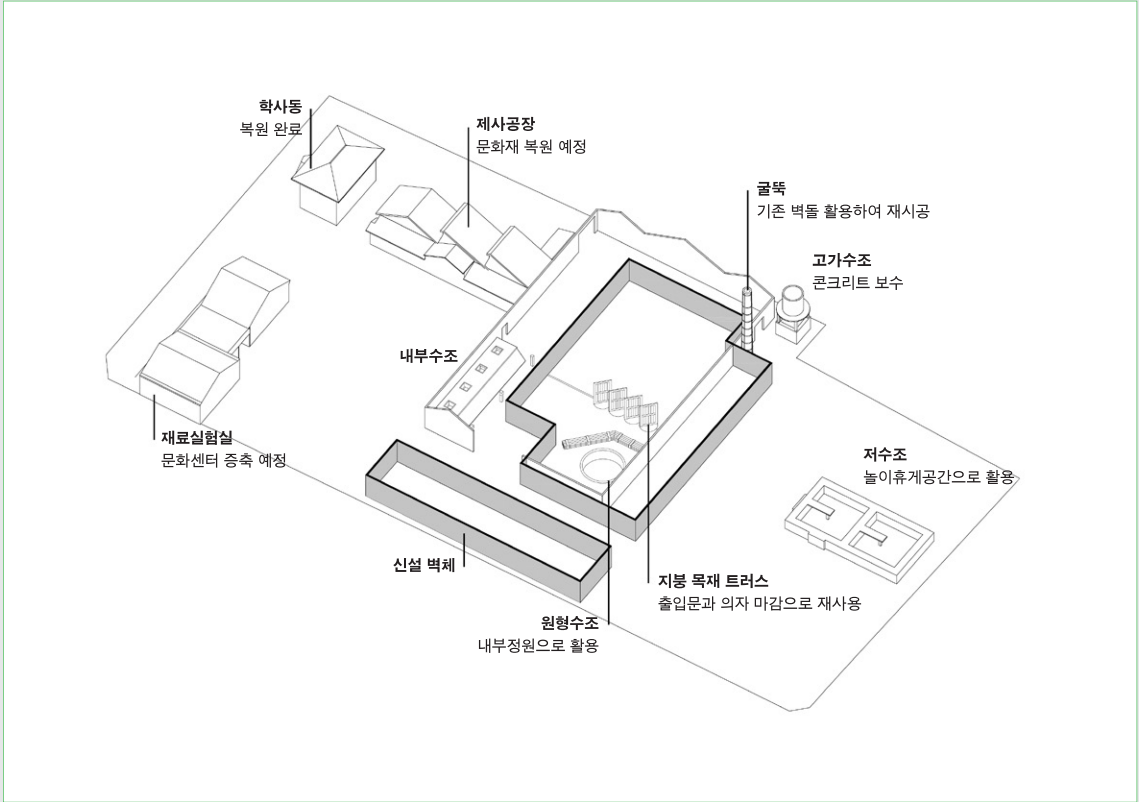 학사동
복원 완료
제사공장
문화재 복원 예정
굴뚝
기존 벽돌 활용하여 재시공
고가수조
콘크리트 보수
내부수조
재료실험실
문화센터 증축 예정
저수조
놀이휴게공간으로 활용
신설 벽체
지붕 목재 트러스
출입문과 의자 마감으로 재사용
원형수조
내부정원으로 활용